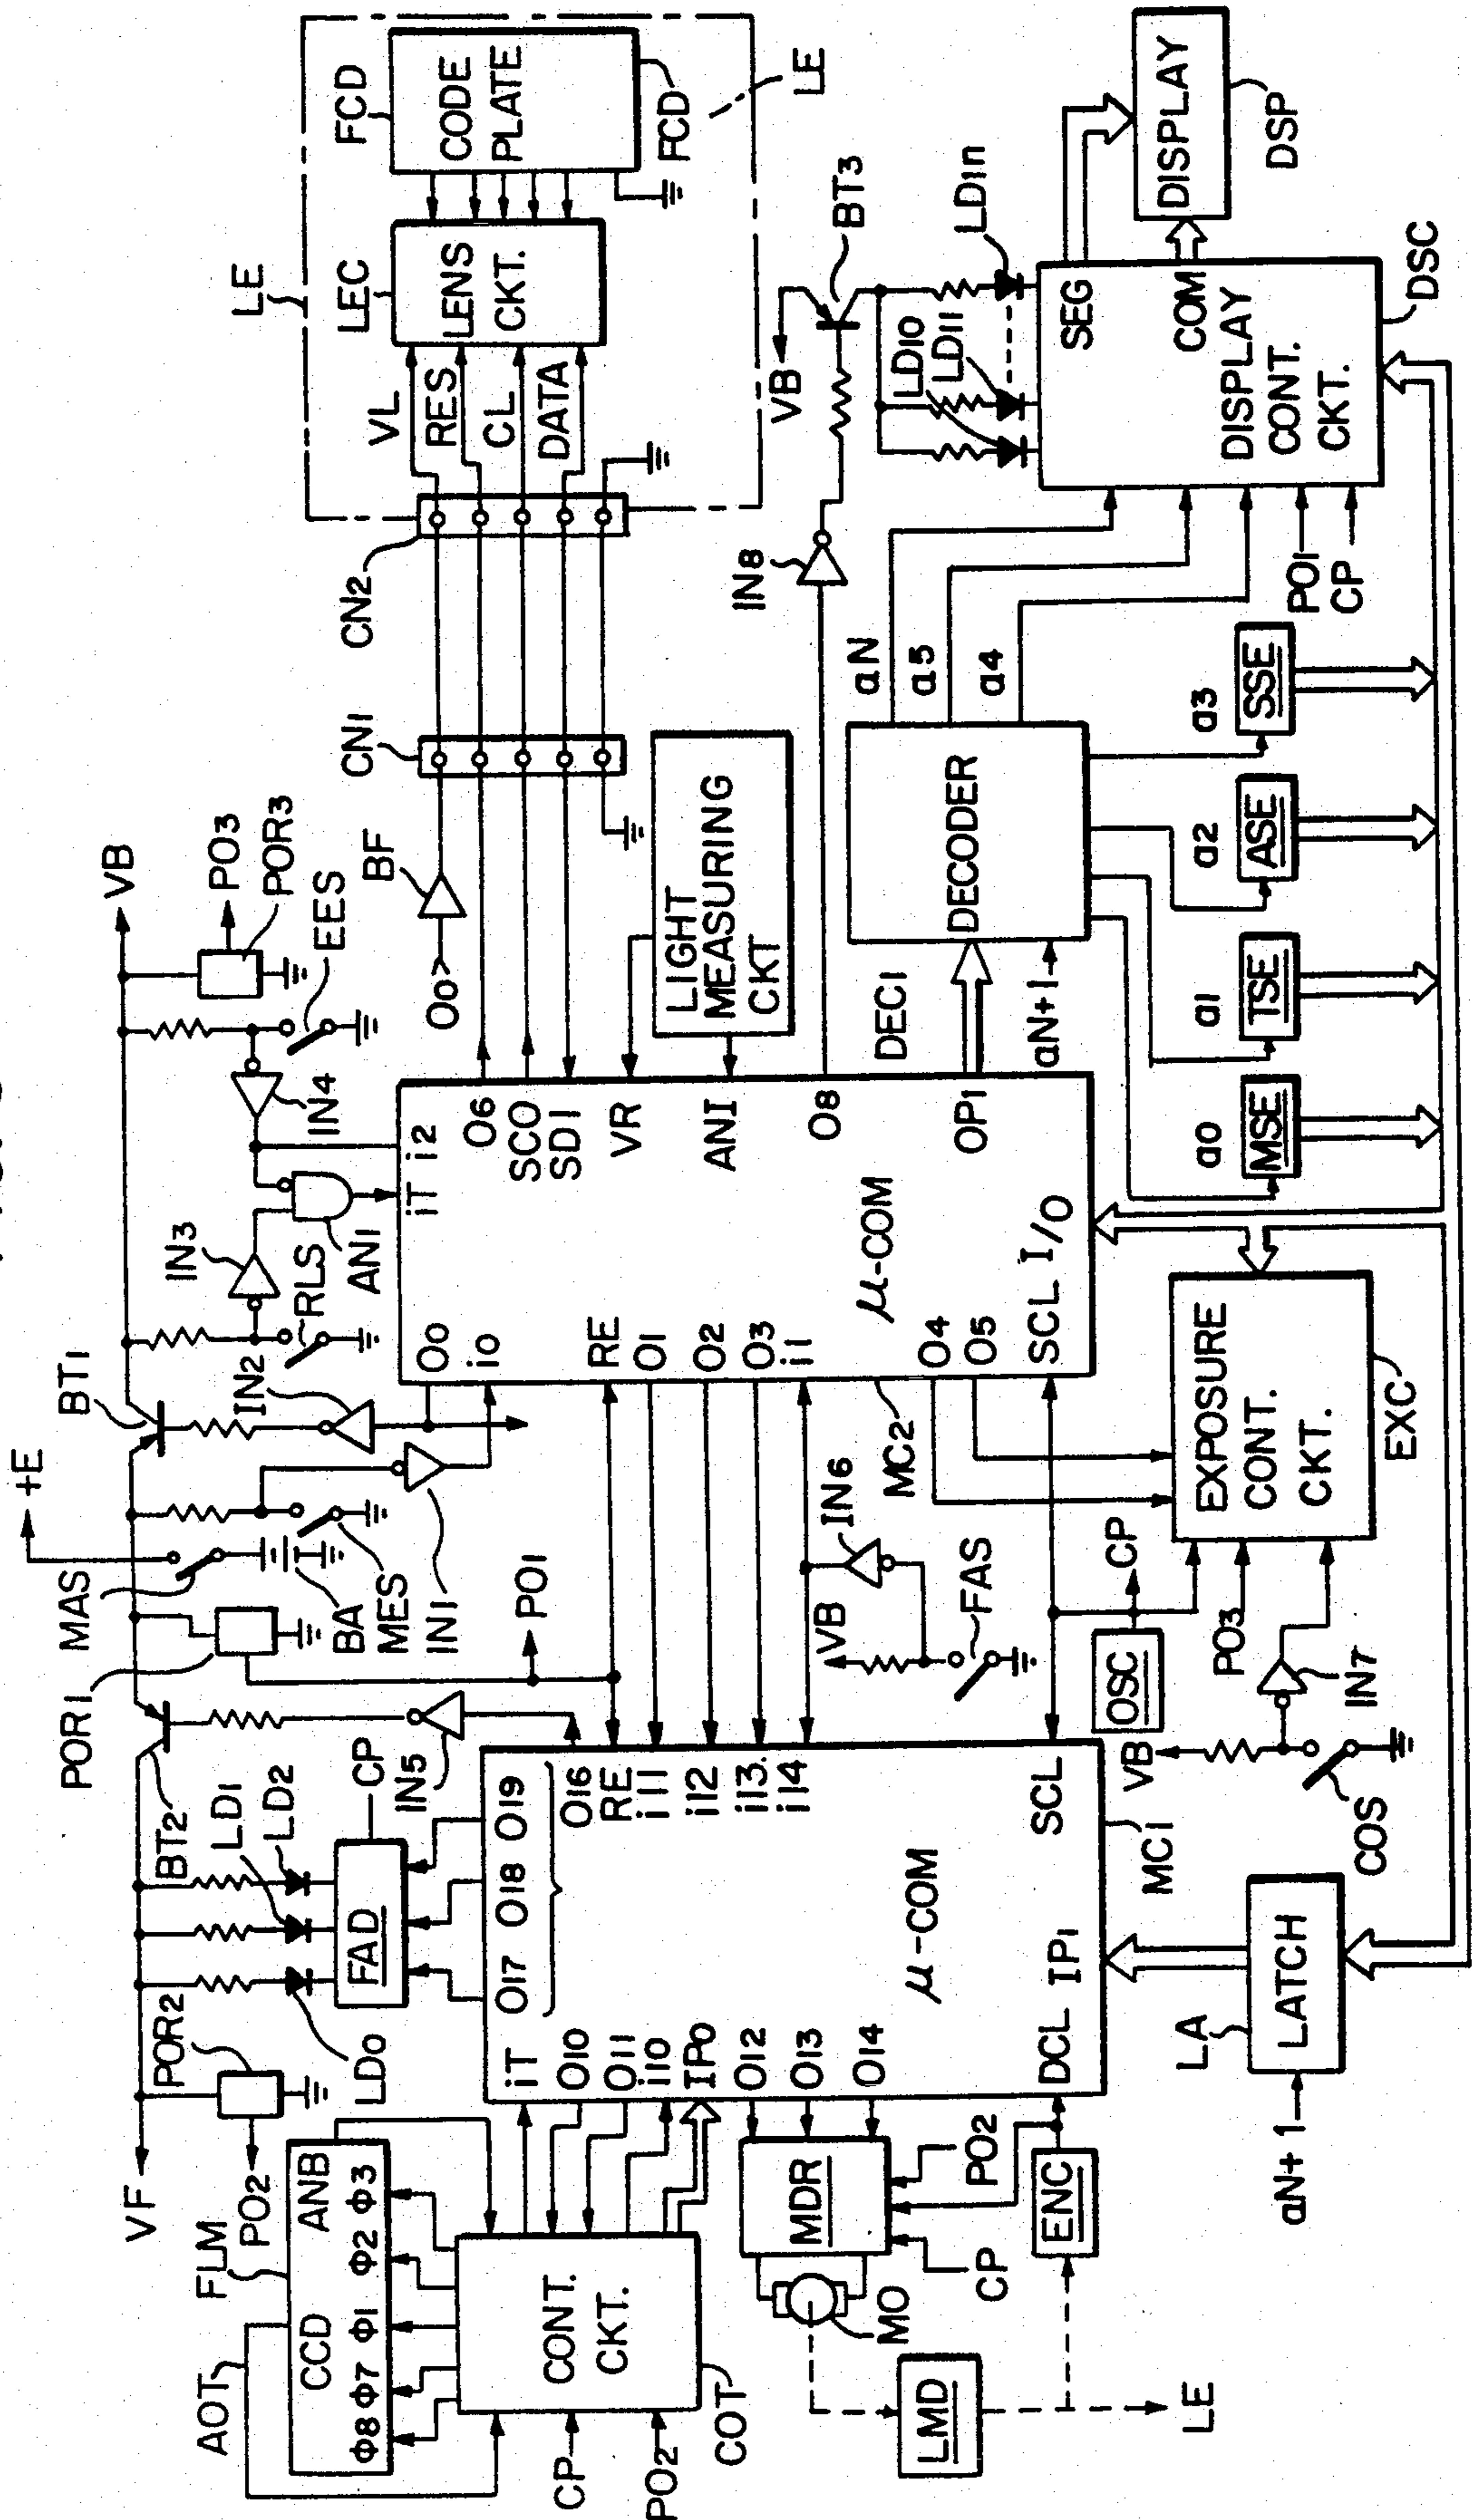 VF
PO2
POR2
FLM
AOT
CCD
ANB
Φ8
Φ7
Φ1
Φ2
Φ3
CONT.
CKT.
COT
CP
PO2
LMD
LE
MO
MDR
CP
PO2
ENC
LD0
LD1
LD2
BT2
FAD
CP
IN5
O17
O18
O19
iT
O10
O11
i10
IP0
O12
O13
O14
DCL
IP1
μ-COM
O16
RE
i11
i12
i13
i14
SCL
MC1
LA
LATCH
aN+1
POR1
MAS
+E
BT1
BA
MES
IN1
IN2
PO1
VB
FAS
IN6
MC2
OSC
CP
PO3
VB
IN7
COS
EXPOSURE
CONT.
CKT.
EXC
VB
PO3
POR3
EES
IN4
IN3
RLS
AN1
iT
i2
O0
i0
RE
O1
O2
O3
i1
O4
O5
SCL
I/O
μ-COM
O6
SCO
SD1
VR
ANI
O8
OP1
O0
BF
CN1
CN2
LIGHT
MEASURING
CKT
DEC1
DECODER
aN+1
aN
a5
a4
a0
MSE
a1
TSE
a2
ASE
a3
SSE
IN8
VB
BT3
LD10
LD11
LD1n
PO1
CP
SEG
COM
DISPLAY
CONT.
CKT.
DSC
DISPLAY
DSP
VL
RES
CL
DATA
LE
LEC
LENS
CKT.
FCD
CODE
PLATE
FCD
LE